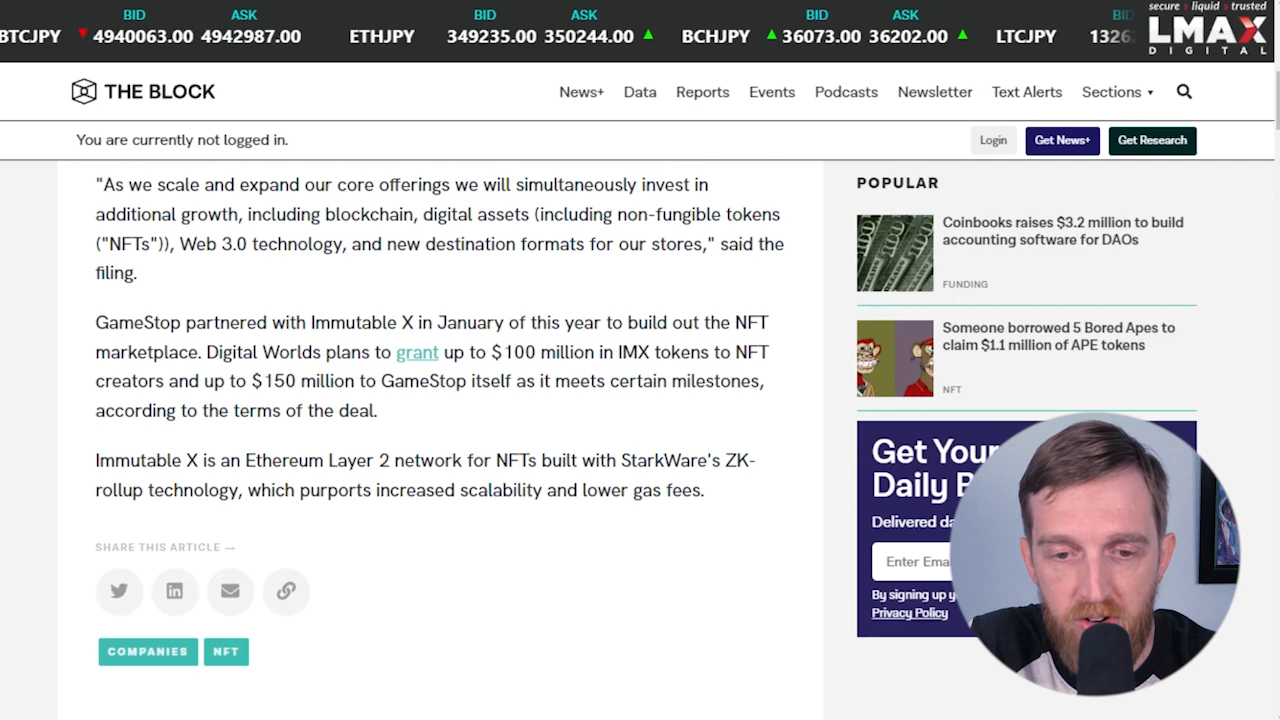 BID ASK BID ASK BID ASK BID
BTCJPY 4940063.00 4942987.00 ETHJPY 349235.00 350244.00 BCHJPY 36073.00 36202.00 LTCJPY
secure liquid trusted
LMAX
DIGITAL
THE BLOCK
News+ Data Reports Events Podcasts Newsletter Text Alerts Sections
You are currently not logged in.
Login Get News+ Get Research
"As we scale and expand our core offerings we will simultaneously invest in
additional growth, including blockchain, digital assets (including non-fungible tokens
("NFTs")), Web 3.0 technology, and new destination formats for our stores," said the
filing.
GameStop partnered with Immutable X in January of this year to build out the NFT
marketplace. Digital Worlds plans to grant up to $100 million in IMX tokens to NFT
creators and up to $150 million to GameStop itself as it meets certain milestones,
according to the terms of the deal.
Immutable X is an Ethereum Layer 2 network for NFTs built with StarkWare's ZK-
rollup technology, which purports increased scalability and lower gas fees.
SHARE THIS ARTICLE →
COMPANIES NFT
POPULAR
Coinbooks raises $3.2 million to build
accounting software for DAOs
FUNDING
Someone borrowed 5 Bored Apes to
claim $1.1 million of APE tokens
NFT
Get Your
Daily
Delivered
Enter
By signing up
Privacy Policy